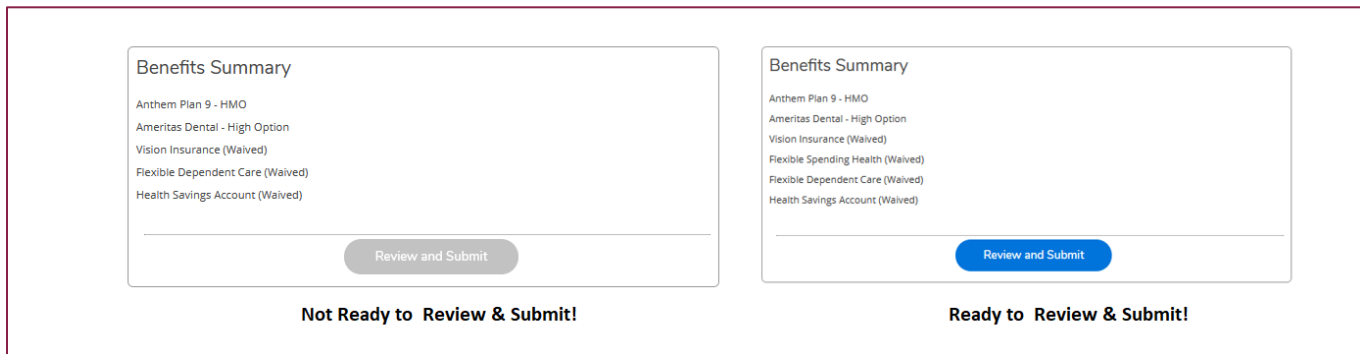 Benefits Summary
Anthem Plan 9 - HMO
Ameritas Dental - High Option
Vision Insurance (Waived)
Flexible Dependent Care (Waived)
Health Savings Account (Waived)
Review and Submit
Not Ready to  Review & Submit!
Benefits Summary
Anthem Plan 9 - HMO
Ameritas Dental - High Option
Vision Insurance (Waived)
Flexible Spending Health (Waived)
Flexible Dependent Care (Waived)
Health Savings Account (Waived)
Review and Submit
Ready to  Review & Submit!